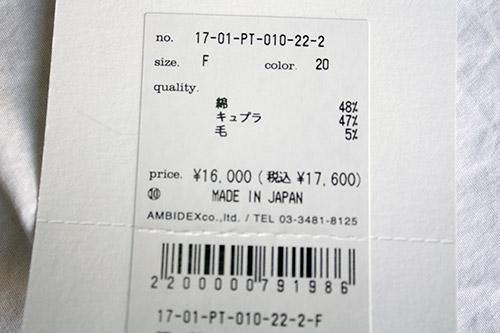 no. 17-01-PT-010-22-2
size. F color. 20
quality.
綿 48%
キュプラ 47%
毛 5%
price. ¥16,000 (税込 ¥17,600)
⑩ MADE IN JAPAN
AMBIDEXco.,ltd. / TEL 03-3481-8125
2200000791986
17-01-PT-010-22-2-F